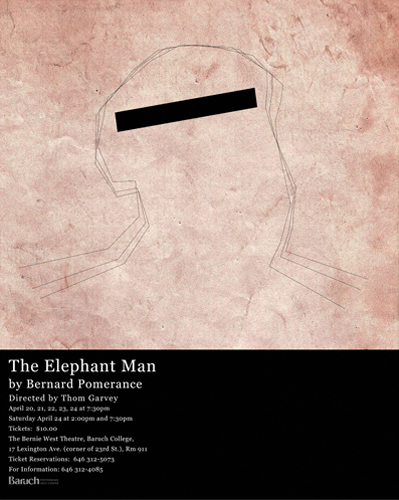 The Elephant Man
by Bernard Pomerance
Directed by Thom Garvey
April 20, 21, 22, 23, 24 at 7:30pm
Saturday April 24 at 2:00pm and 7:30pm
Tickets: $10.00
The Bernie West Theatre, Baruch College,
17 Lexington Ave. (corner of 23rd St.), Rm 911
Ticket Reservations: 646 312-5073
For Information: 646 312-4085
Baruch